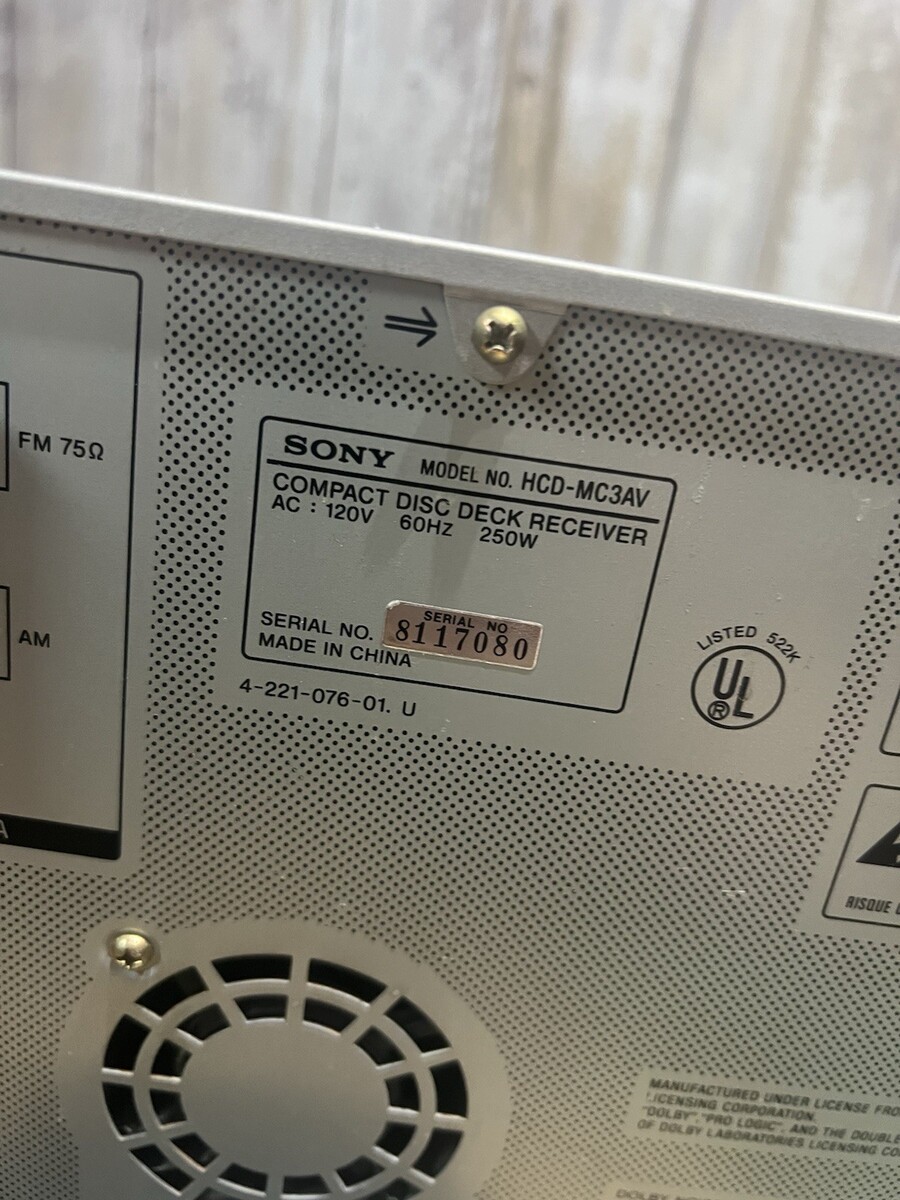 FM 75Ω
AM
SONY MODEL NO. HCD-MC3AV
COMPACT DISC DECK RECEIVER
AC : 120V 60Hz 250W
SERIAL NO.
SERIAL NO
8117080
MADE IN CHINA
4-221-076-01. U
LISTED 522K
UL
®
A
RISQUE
MANUFACTURED UNDER LICENSE
LICENSING CORPORATION.
"DOLBY" "PRO LOGIC" AND THE DOUBLE
OF DOLBY LABORATORIES LICENSING